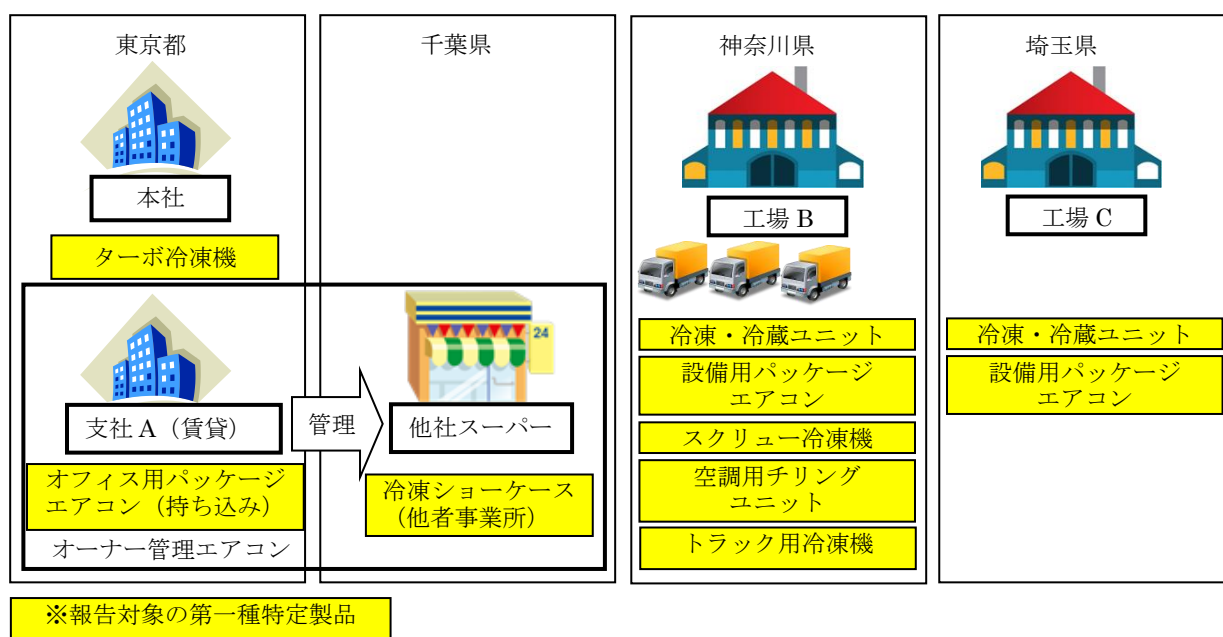 東京都
本社
ターボ冷凍機
支社 A（賃貸）
オフィス用パッケージ
エアコン（持ち込み）
オーナー管理エアコン
管理
千葉県
24
他社スーパー
冷凍ショーケース
（他者事業所）
神奈川県
工場 B
冷凍・冷蔵ユニット
設備用パッケージ
エアコン
スクリュー冷凍機
空調用チリング
ユニット
トラック用冷凍機
埼玉県
工場 C
冷凍・冷蔵ユニット
設備用パッケージ
エアコン
※報告対象の第一種特定製品